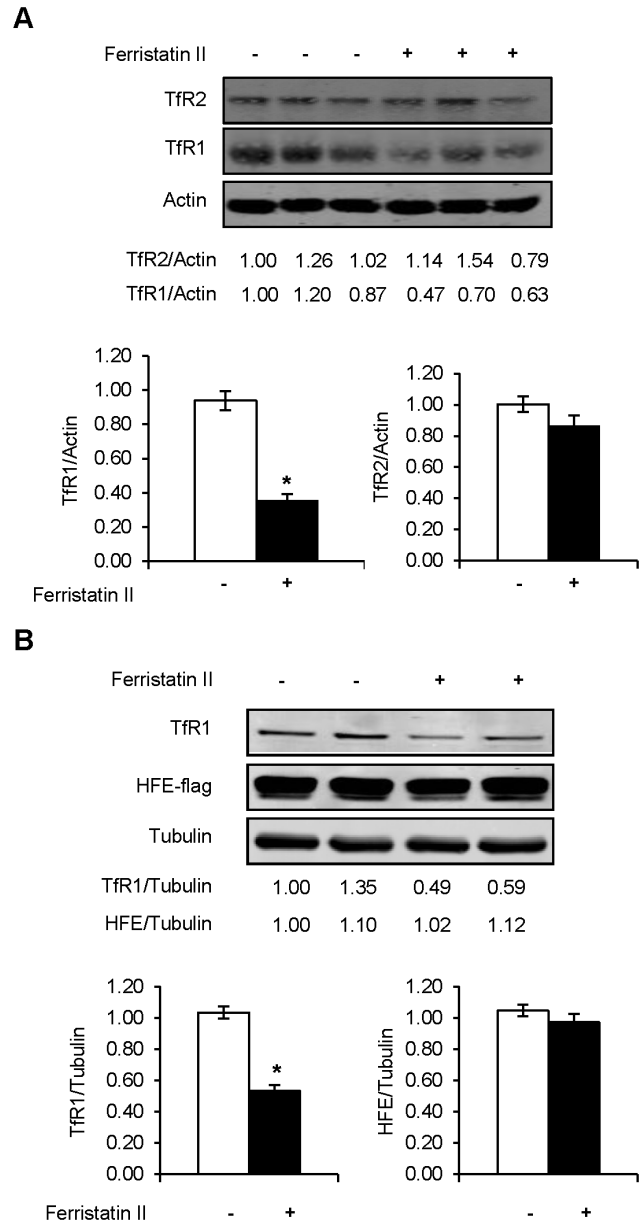 A
Ferristatin II - - - + + +
TfR2
TfR1
Actin
TfR2/Actin 1.00 1.26 1.02 1.14 1.54 0.79
TfR1/Actin 1.00 1.20 0.87 0.47 0.70 0.63
TfR1/Actin
1.20
1.00
0.80
0.60
0.40
0.20
0.00
*
Ferristatin II - +
TfR2/Actin
1.20
1.00
0.80
0.60
0.40
0.20
0.00
- +
B
Ferristatin II - - + +
TfR1
HFE-flag
Tubulin
TfR1/Tubulin 1.00 1.35 0.49 0.59
HFE/Tubulin 1.00 1.10 1.02 1.12
TfR1/Tubulin
1.20
1.00
0.80
0.60
0.40
0.20
0.00
*
Ferristatin II - +
HFE/Tubulin
1.20
1.00
0.80
0.60
0.40
0.20
0.00
- +